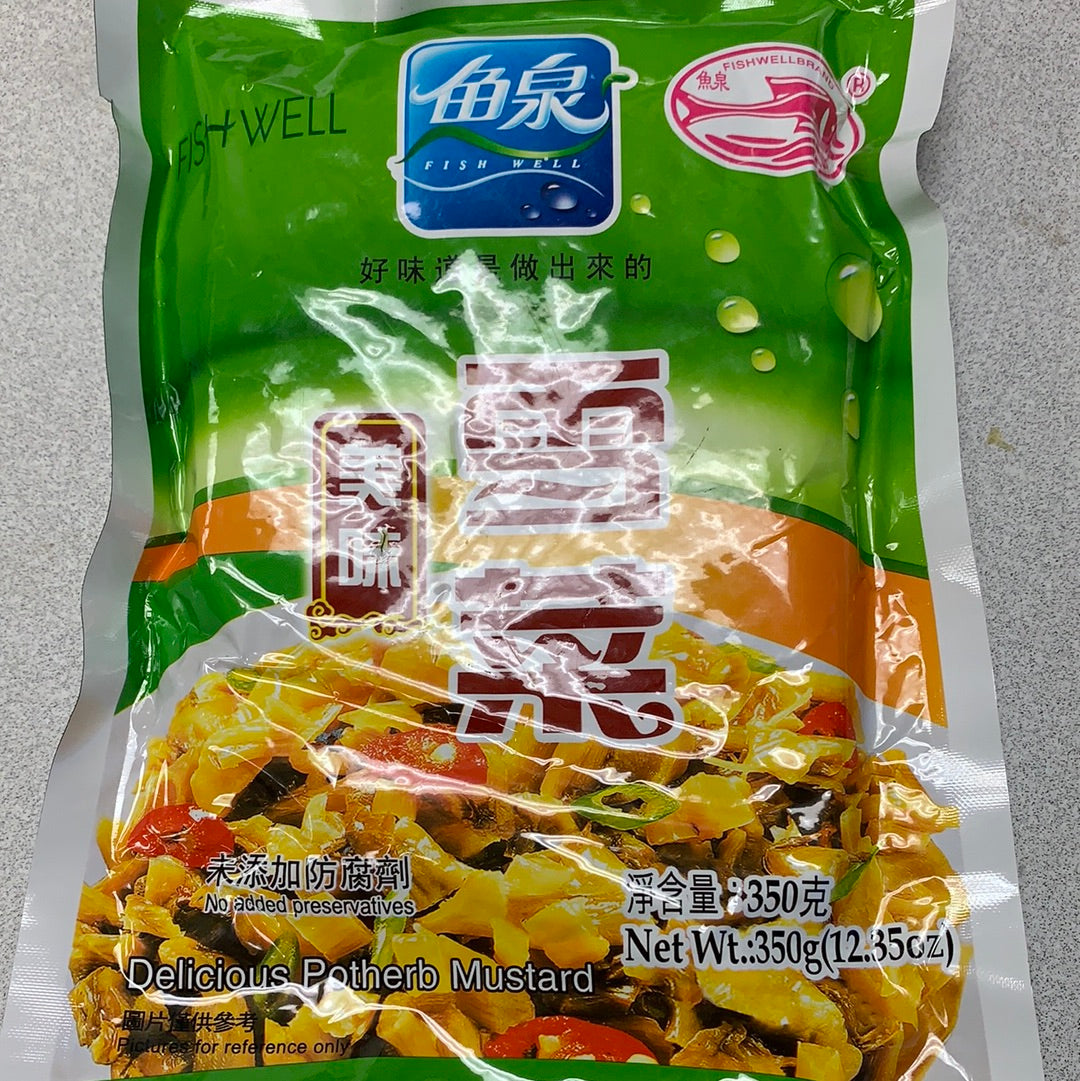 FISH WELL
鱼泉
FISH WELL
魚泉
FISHWELLBRAND
R
好味道是做出來的
美味
雪菜
未添加防腐劑
No added preservatives
淨含量:350克
Net Wt.:350g(12.35oz)
Delicious Potherb Mustard
圖片僅供參考
Pictures for reference only